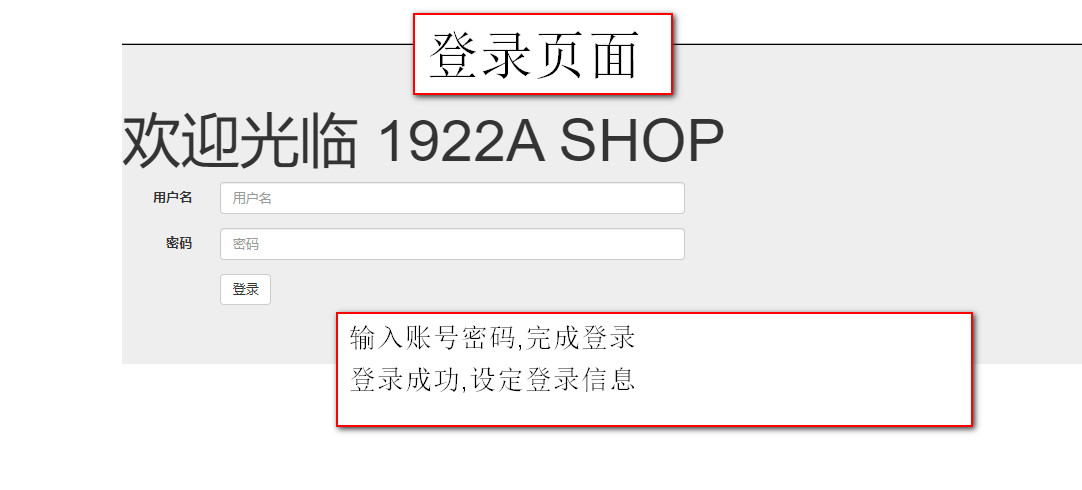 登录页面
欢迎光临 1922A SHOP
用户名 用户名
密码 密码
登录
输入账号密码,完成登录
登录成功,设定登录信息